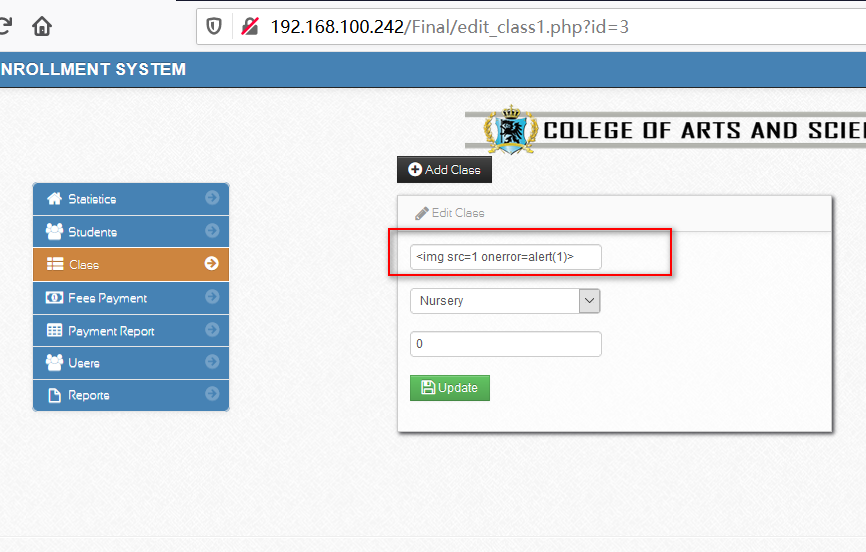 192.168.100.242/Final/edit_class1.php?id=3
NROLLMENT SYSTEM
COLEGE OF ARTS AND SCIE
Add Class
Statistics
Students
Class
Fees Payment
Payment Report
Users
Reports
Edit Class
<img src=1 onerror=alert(1)>
Nursery
0
Update